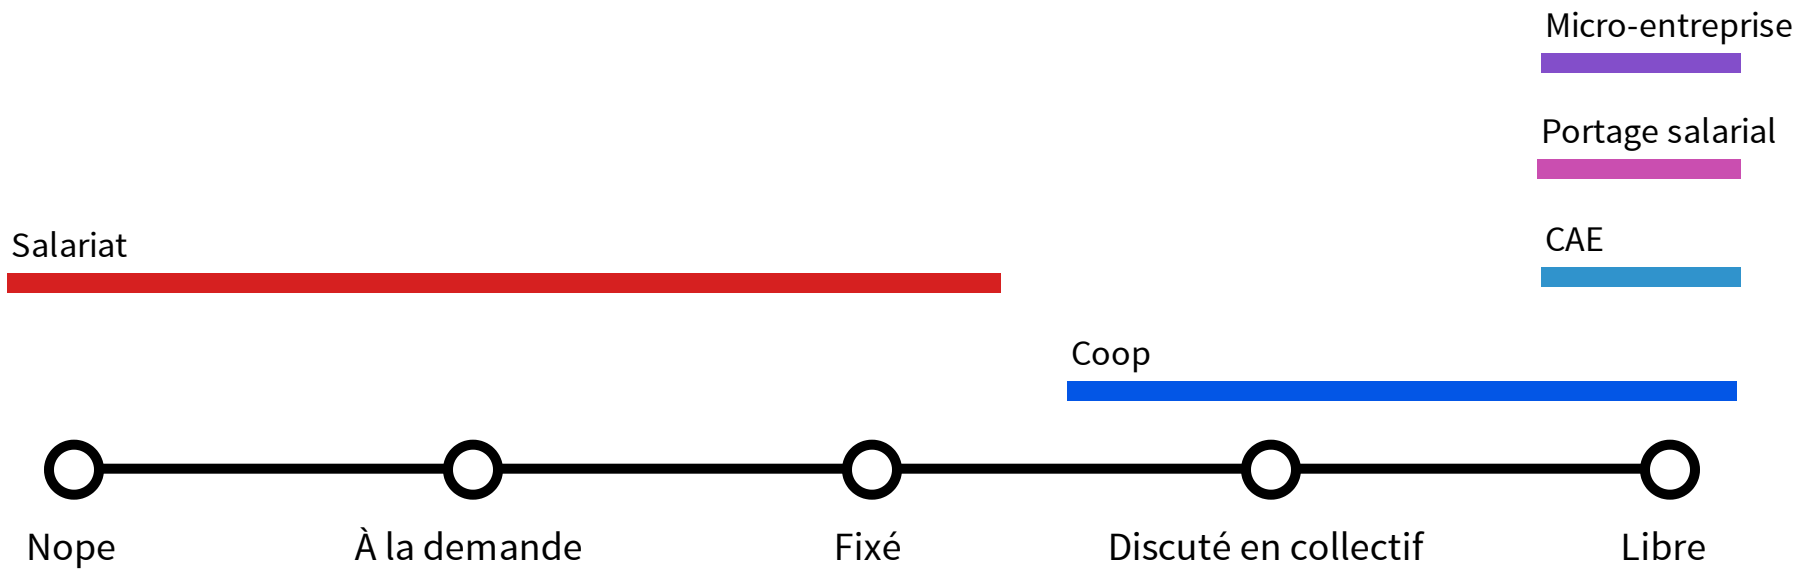 Micro-entreprise
Portage salarial
CAE
Salariat
Coop
Nope
À la demande
Fixé
Discuté en collectif
Libre